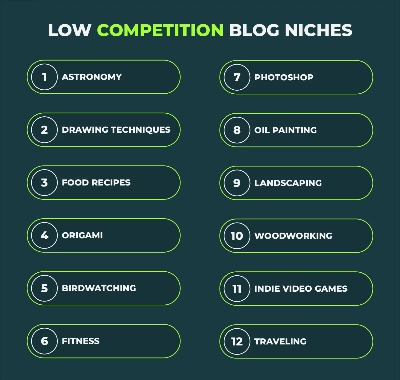 LOW COMPETITION BLOG NICHES
1 ASTRONOMY
2 DRAWING TECHNIQUES
3 FOOD RECIPES
4 ORIGAMI
5 BIRDWATCHING
6 FITNESS
7 PHOTOSHOP
8 OIL PAINTING
9 LANDSCAPING
10 WOODWORKING
11 INDIE VIDEO GAMES
12 TRAVELING